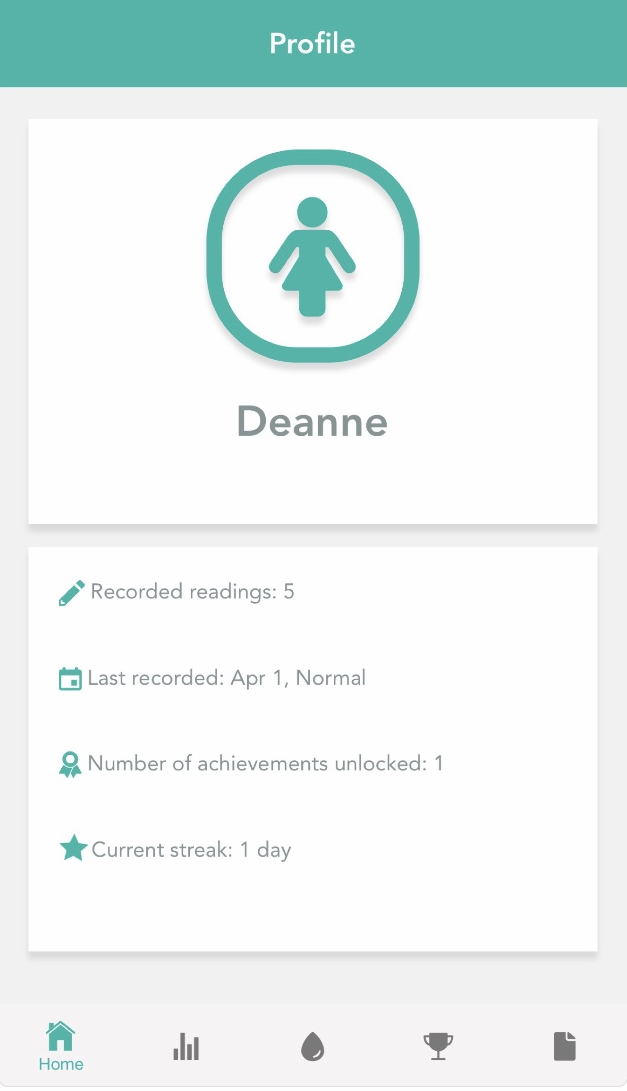 Profile
Deanne
Recorded readings: 5
Last recorded: Apr 1, Normal
Number of achievements unlocked: 1
Current streak: 1 day
Home